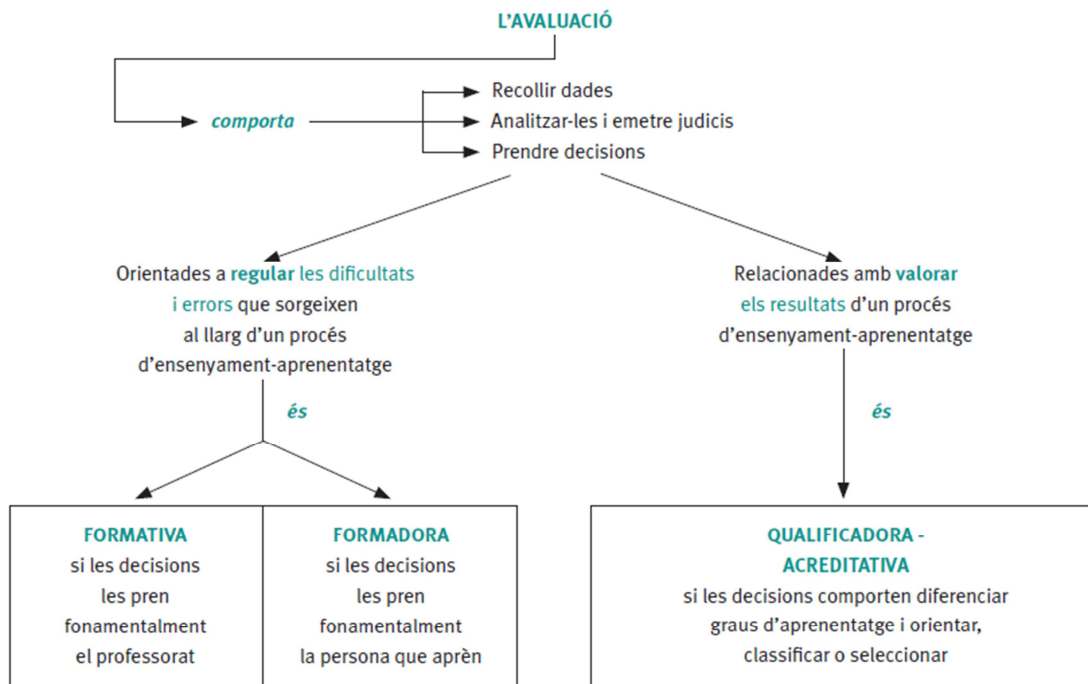 L'AVALUACIÓ
comporta
Recollir dades
Analitzar-les i emetre judicis
Prendre decisions
Orientades a regular les dificultats
i errors que sorgeixen
al llarg d'un procés
d'ensenyament-aprenentatge
és
FORMATIVA
si les decisions
les pren
fonamentalment
el professorat
FORMADORA
si les decisions
les pren
fonamentalment
la persona que aprèn
Relacionades amb valorar
els resultats d'un procés
d'ensenyament-aprenentatge
és
QUALIFICADORA -
ACREDITATIVA
si les decisions comporten diferenciar
graus d'aprenentatge i orientar,
classificar o seleccionar